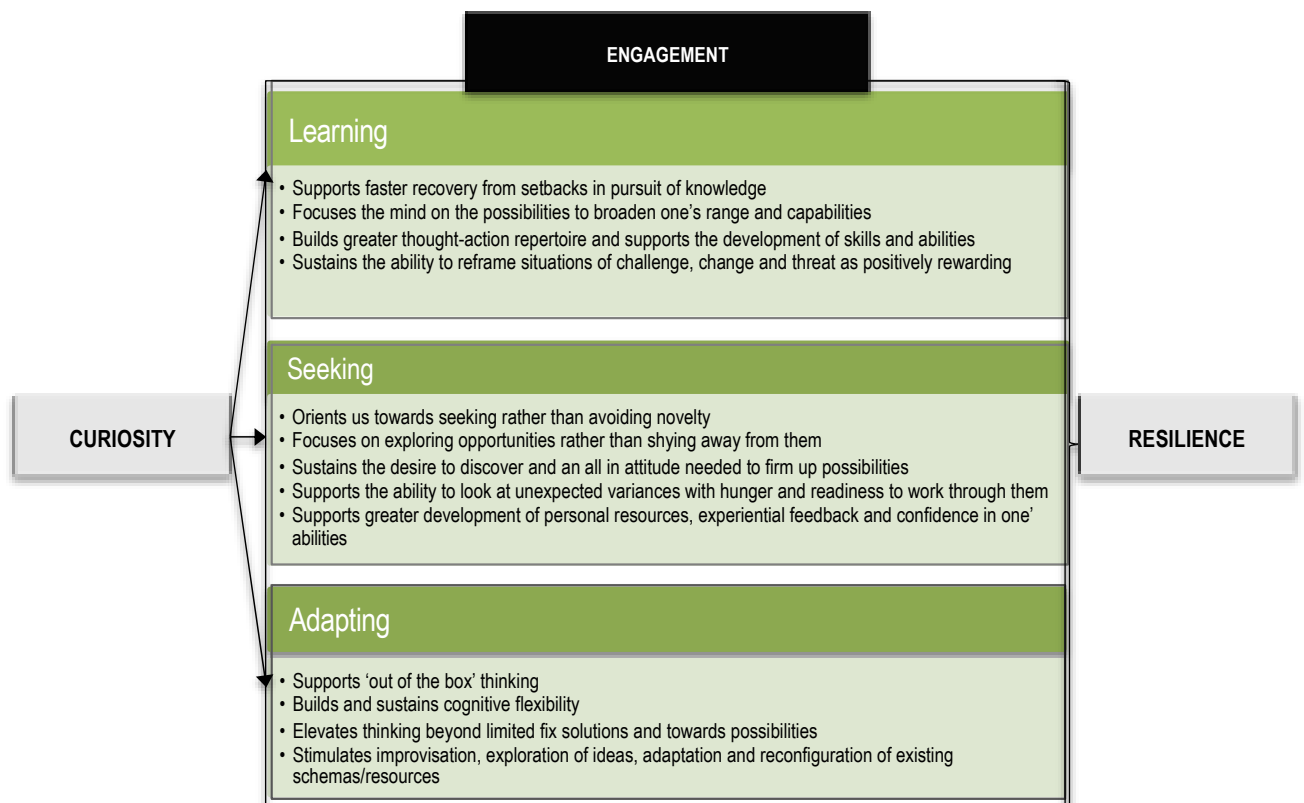 ENGAGEMENT
Learning
• Supports faster recovery from setbacks in pursuit of knowledge
• Focuses the mind on the possibilities to broaden one’s range and capabilities
• Builds greater thought-action repertoire and supports the development of skills and abilities
• Sustains the ability to reframe situations of challenge, change and threat as positively rewarding
Seeking
• Orients us towards seeking rather than avoiding novelty
• Focuses on exploring opportunities rather than shying away from them
• Sustains the desire to discover and an all in attitude needed to firm up possibilities
• Supports the ability to look at unexpected variances with hunger and readiness to work through them
• Supports greater development of personal resources, experiential feedback and confidence in one’
abilities
CURIOSITY
RESILIENCE
Adapting
• Supports ‘out of the box’ thinking
• Builds and sustains cognitive flexibility
• Elevates thinking beyond limited fix solutions and towards possibilities
• Stimulates improvisation, exploration of ideas, adaptation and reconfiguration of existing
schemas/resources